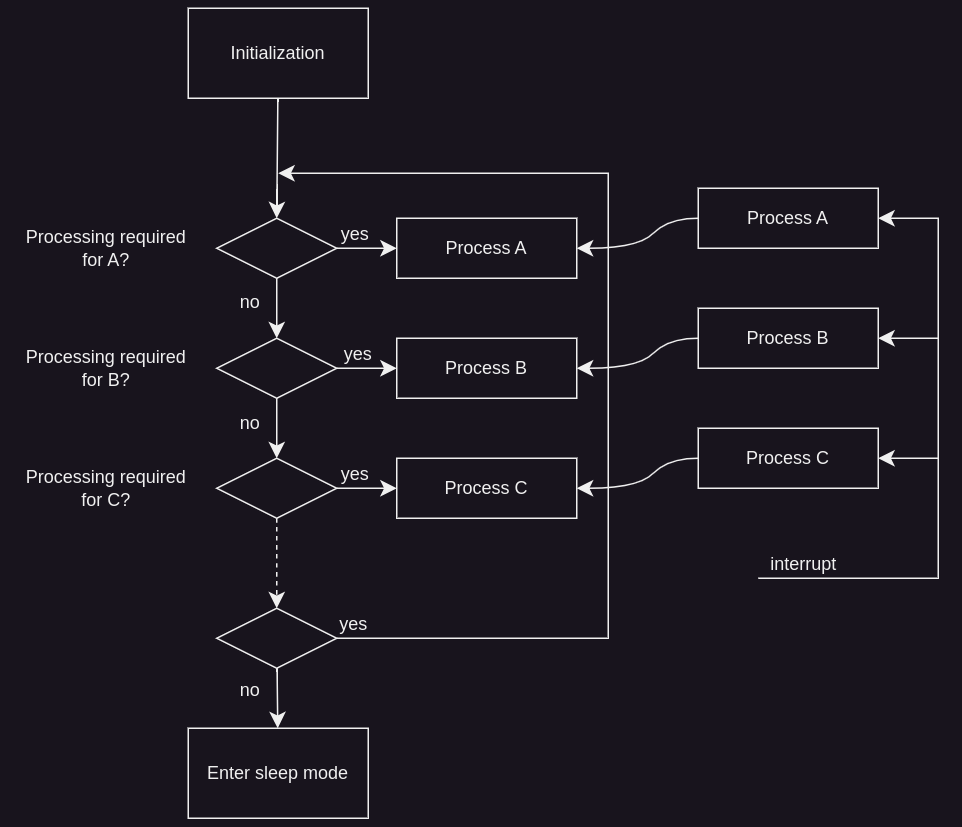 Initialization
Processing required
for A?
yes
Process A
Process A
no
Processing required
for B?
yes
Process B
Process B
no
Processing required
for C?
yes
Process C
Process C
interrupt
yes
no
Enter sleep mode